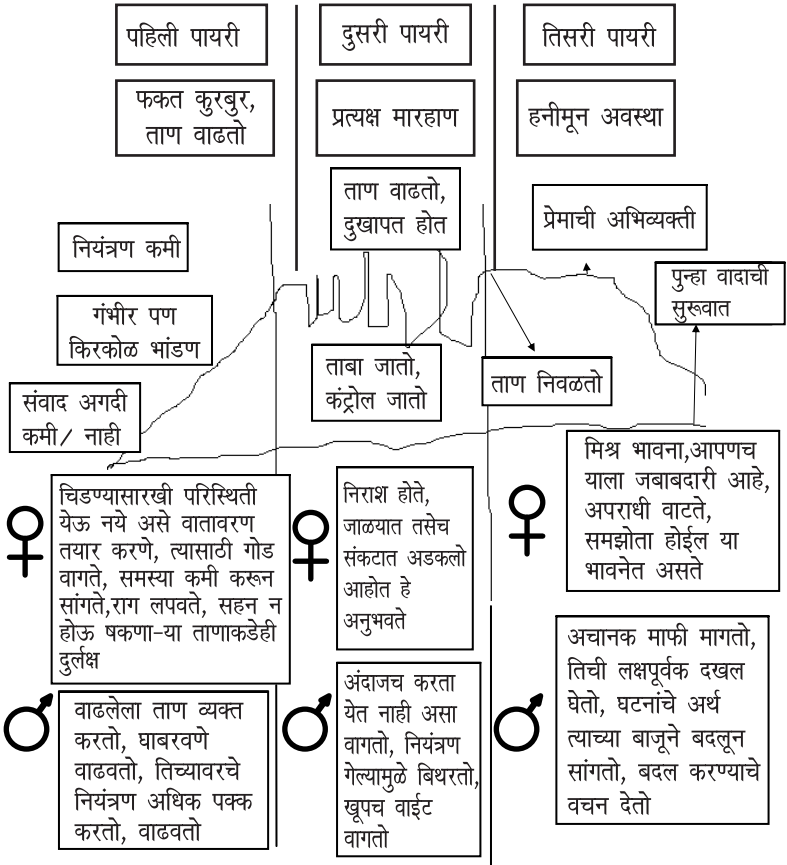 पहिली पायरी
दुसरी पायरी
तिसरी पायरी
फकत कुरबुर,
ताण वाढतो
प्रत्यक्ष मारहाण
हनीमून अवस्था
ताण वाढतो,
दुखापत होत
प्रेमाची अभिव्यक्ती
नियंत्रण कमी
पुन्हा वादाची
सुरूवात
गंभीर पण
किरकोळ भांडण
ताबा जातो,
कंट्रोल जातो
ताण निवळतो
संवाद अगदी
कमी/ नाही
चिडण्यासारखी परिस्थिती
येऊ नये असे वातावरण
तयार करणे, त्यासाठी गोड
वागते, समस्या कमी करून
सांगते,राग लपवते, सहन न
होऊ षकणा-या ताणाकडेही
दुर्लक्ष
निराश होते,
जाळयात तसेच
संकटात अडकलो
आहोत हे
अनुभवते
मिश्र भावना,आपणच
याला जबाबदारी आहे,
अपराधी वाटते,
समझोता होईल या
भावनेत असते
वाढलेला ताण व्यक्त
करतो, घाबरवणे
वाढवतो, तिच्यावरचे
नियंत्रण अधिक पक्क
करतो, वाढवतो
अंदाजच करता
येत नाही असा
वागतो, नियंत्रण
गेल्यामुळे बिथरतो,
खूपच वाईट
वागतो
अचानक माफी मागतो,
तिची लक्षपूर्वक दखल
घेतो, घटनांचे अर्थ
त्याच्या बाजूने बदलून
सांगतो, बदल करण्याचे
वचन देतो